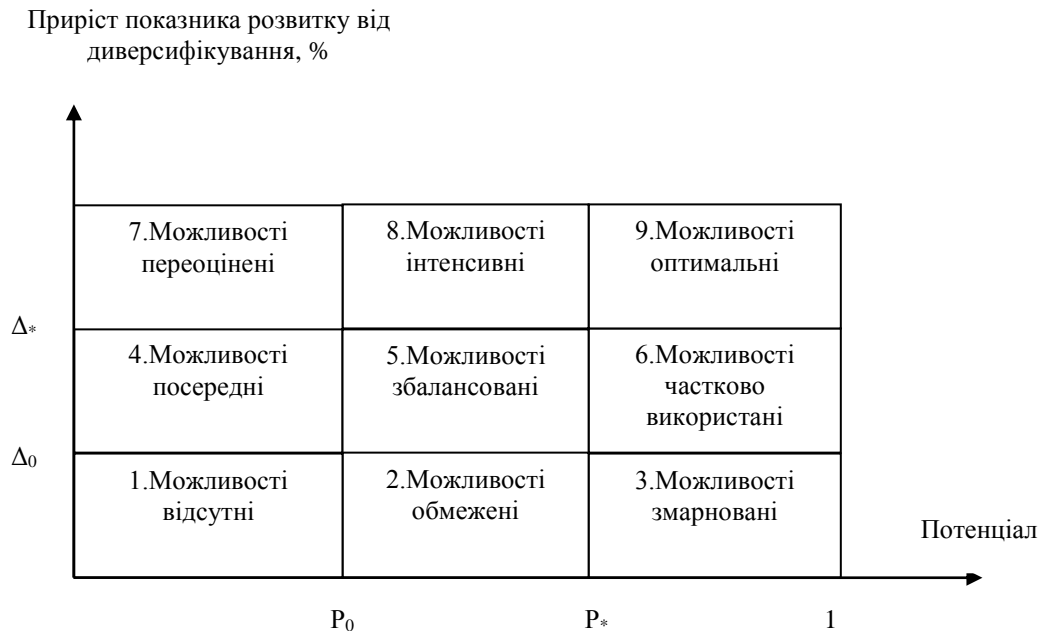 Приріст показника розвитку від
диверсифікування, %
7.Можливості
переоцінені
8.Можливості
інтенсивні
9.Можливості
оптимальні
Δ*
4.Можливості
посередні
5.Можливості
збалансовані
6.Можливості
частково
використані
Δ0
1.Можливості
відсутні
2.Можливості
обмежені
3.Можливості
змарновані
Потенціал
P0
P*
1